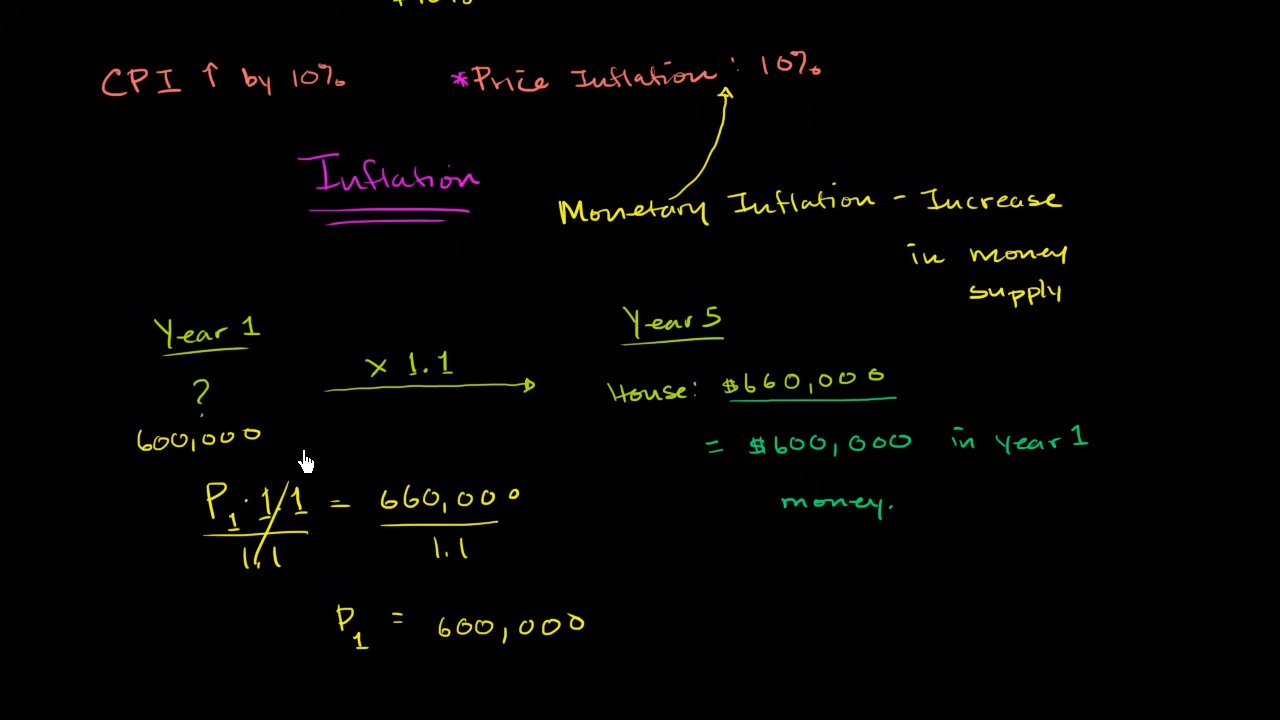 CPI ↑ by 10% *Price Inflation: 10%
Inflation
Monetary Inflation - Increase
in money
supply
Year 1
?
600,000
x 1.1
Year 5
House: $660,000
= $600,000 in year 1
money.
P₁ · 1.1 = 660,000
1.1 1.1
P₁ = 600,000